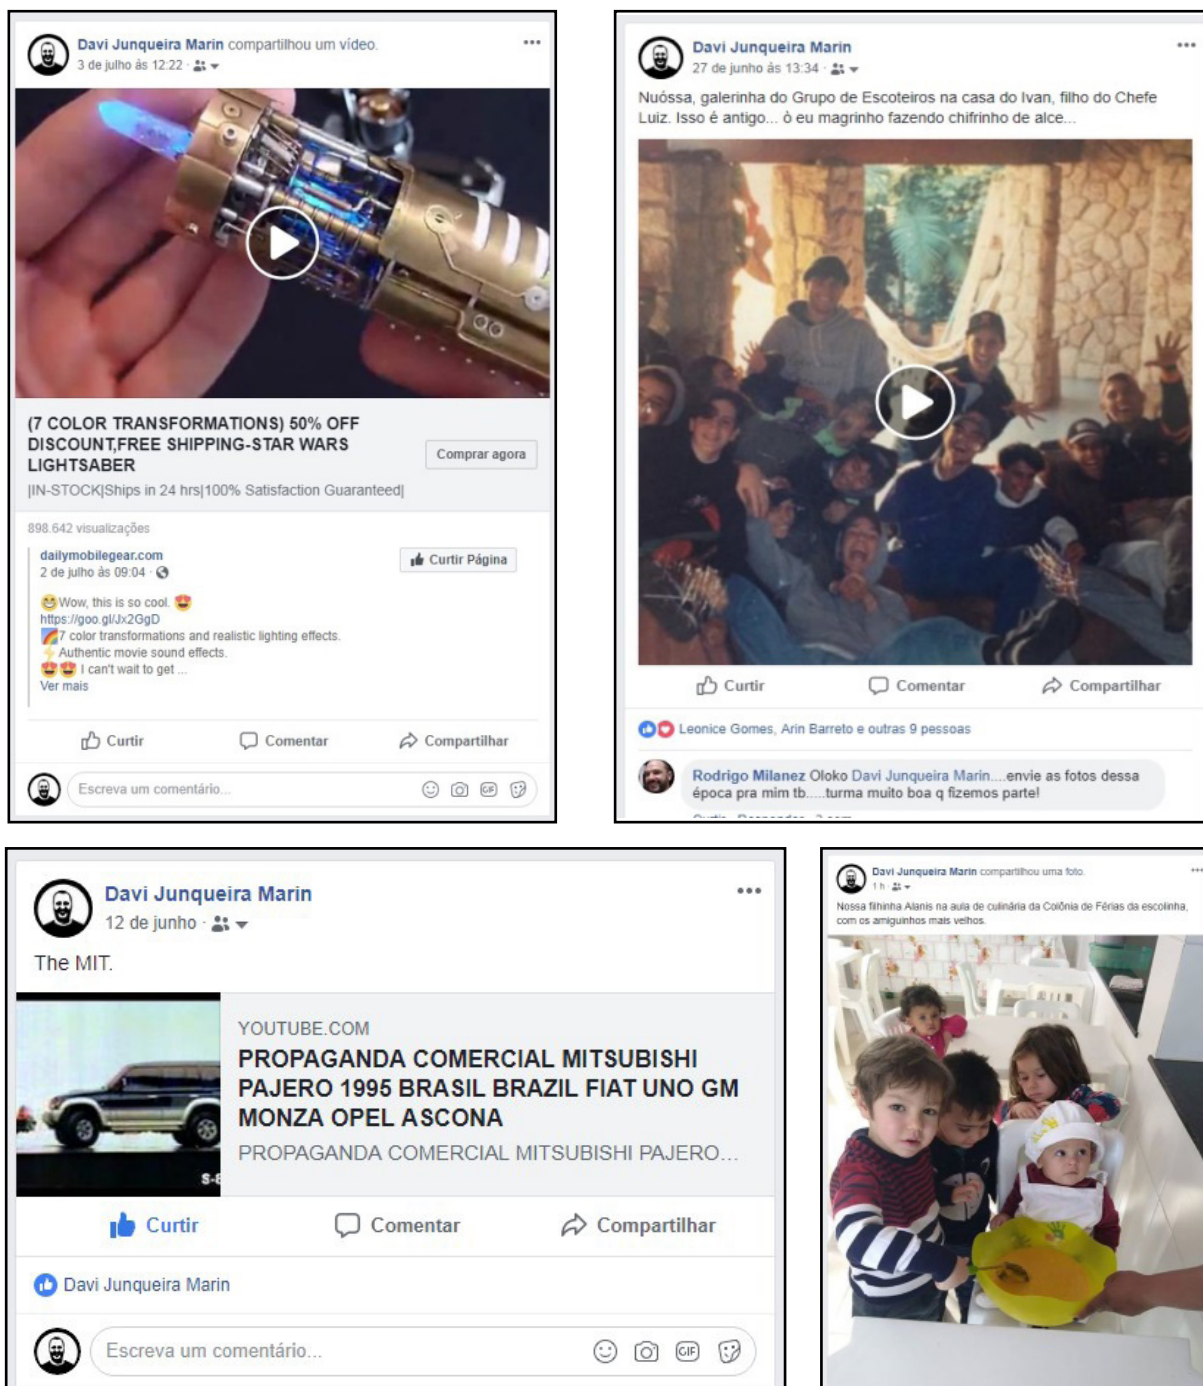 Davi Junqueira Marin compartilhou um vídeo.
3 de julho às 12:22 ·
(7 COLOR TRANSFORMATIONS) 50% OFF
DISCOUNT,FREE SHIPPING-STAR WARS
LIGHTSABER
Comprar agora
|IN-STOCK|Ships in 24 hrs|100% Satisfaction Guaranteed|
898.642 visualizações
dailymobilegear.com
2 de julho às 09:04 ·
Curtir Página
😁Wow, this is so cool. 😍
https://goo.gl/Jx2GgD
🌈7 color transformations and realistic lighting effects.
⚡Authentic movie sound effects.
😍😍 I can't wait to get ...
Ver mais
Curtir Comentar Compartilhar
Escreva um comentário...
GIF
Davi Junqueira Marin
27 de junho às 13:34 ·
Nuóssa, galerinha do Grupo de Escoteiros na casa do Ivan, filho do Chefe
Luiz. Isso é antigo... ò eu magrinho fazendo chifrinho de alce...
Curtir Comentar Compartilhar
Leonice Gomes, Arin Barreto e outras 9 pessoas
Rodrigo Milanez Oloko Davi Junqueira Marin....envie as fotos dessa
época pra mim tb.....turma muito boa q fizemos parte!
Davi Junqueira Marin
12 de junho ·
The MIT.
YOUTUBE.COM
PROPAGANDA COMERCIAL MITSUBISHI
PAJERO 1995 BRASIL BRAZIL FIAT UNO GM
MONZA OPEL ASCONA
PROPAGANDA COMERCIAL MITSUBISHI PAJERO...
Curtir Comentar Compartilhar
Davi Junqueira Marin
Escreva um comentário...
GIF
Davi Junqueira Marin compartilhou uma foto.
1 h ·
Nossa filhinha Alanis na aula de culinária da Colônia de Férias da escolinha,
com os amiguinhos mais velhos.